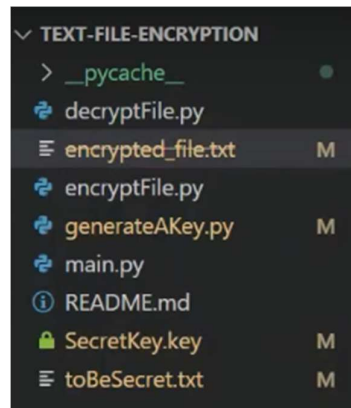 TEXT-FILE-ENCRYPTION
__pycache__
decryptFile.py
encrypted_file.txt M
encryptFile.py
generateAKey.py M
main.py
README.md
SecretKey.key M
toBeSecret.txt M